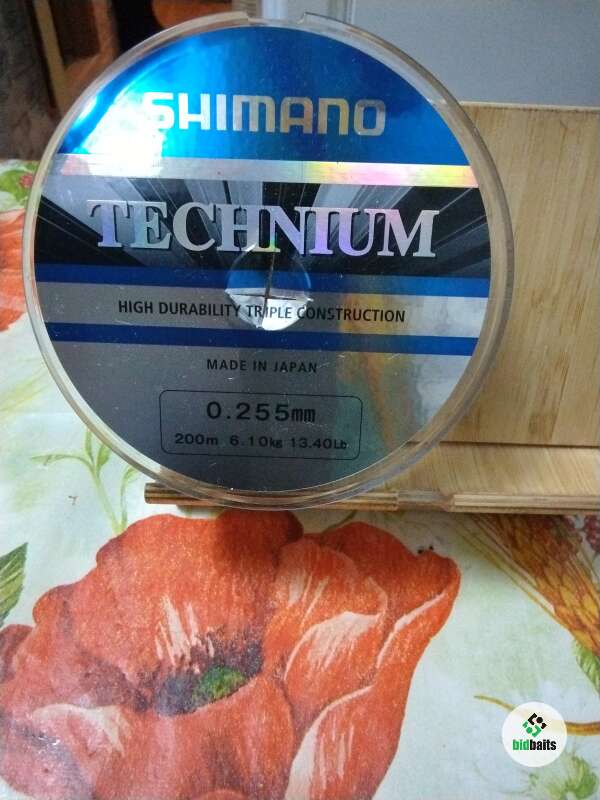 SHIMANO
TECHNIUM
HIGH DURABILITY TRIPLE CONSTRUCTION
MADE IN JAPAN
0.255mm
200m 6.10kg 13.40Lb
bidbaits